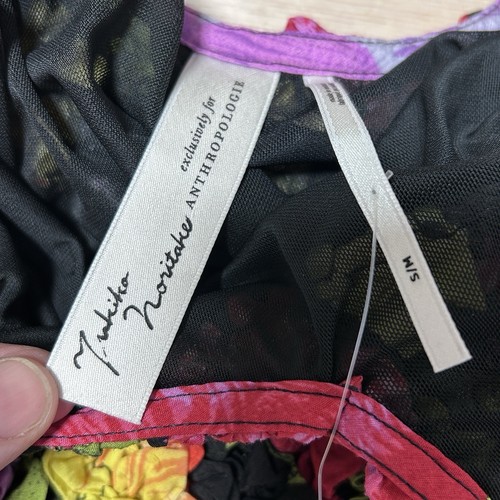 Yukiko
Noritake
exclusively for
ANTHROPOLOGIE
S/M